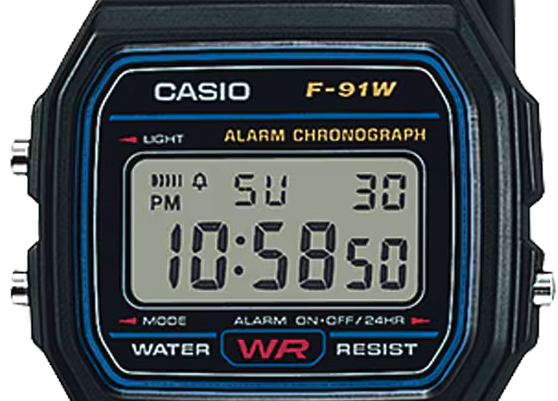 CASIO F-91W
LIGHT ALARM CHRONOGRAPH
SU 30
PM
10:58 50
MODE ALARM ON•OFF/24HR
WATER WR RESIST